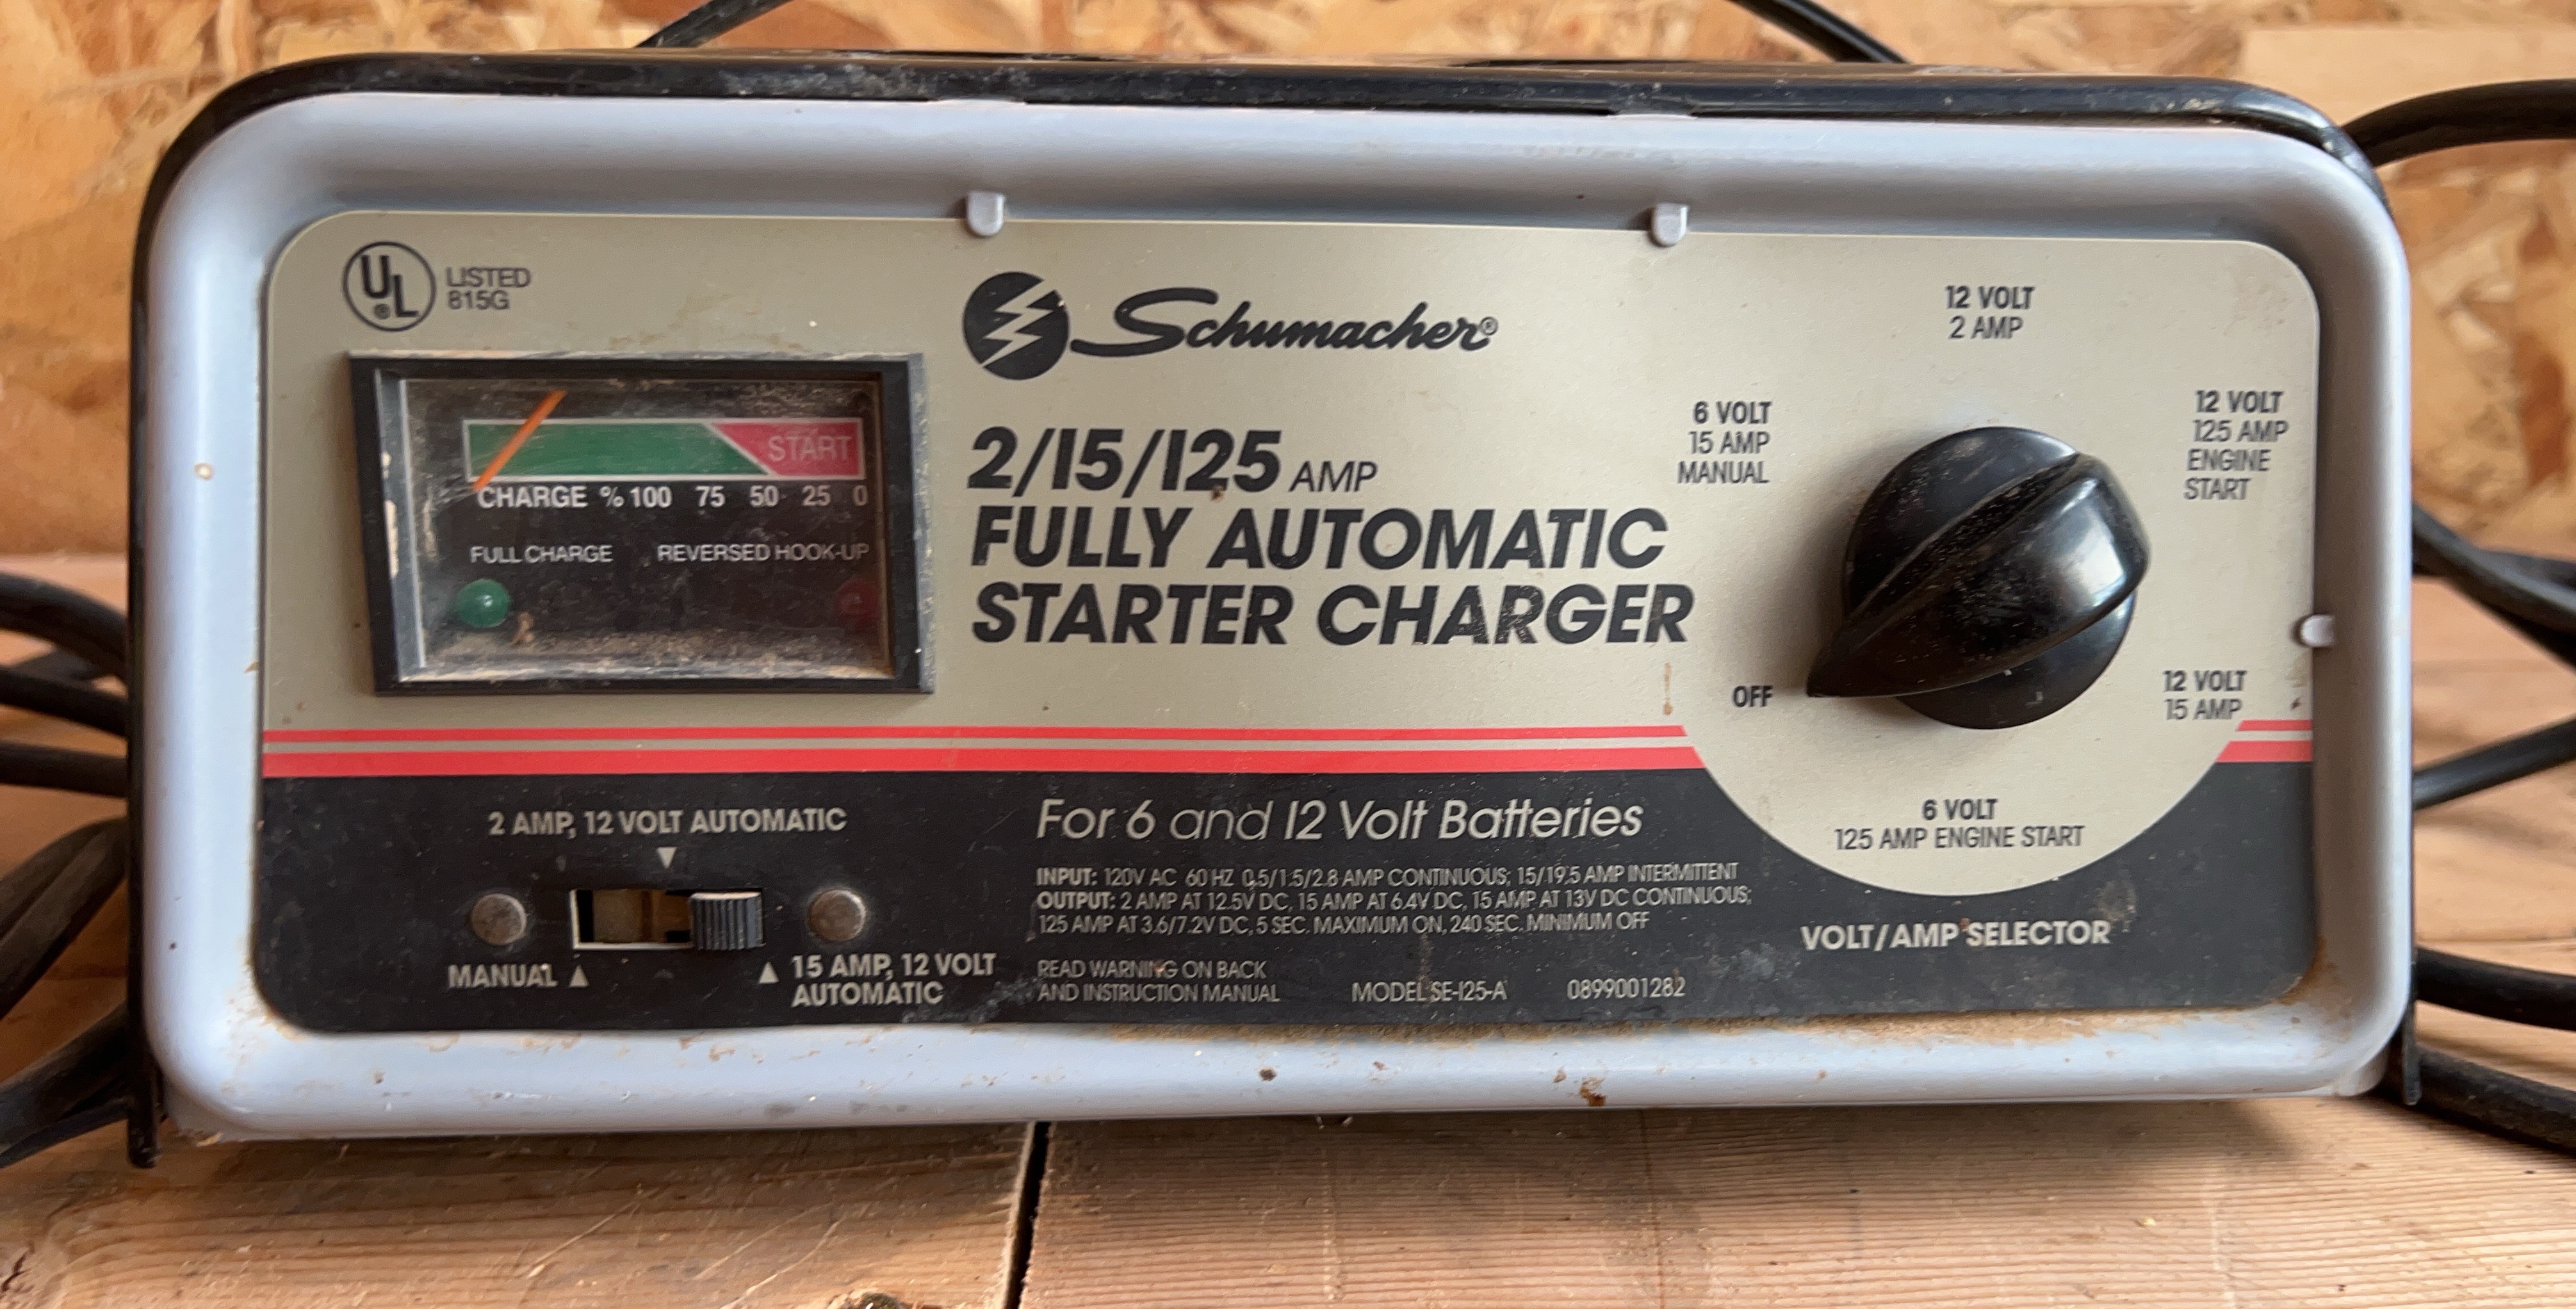 UL® LISTED
815G
Schumacher®
START
CHARGE % 100 75 50 25 0
FULL CHARGE REVERSED HOOK-UP
2/15/125 AMP
FULLY AUTOMATIC
STARTER CHARGER
12 VOLT
2 AMP
6 VOLT
15 AMP
MANUAL
12 VOLT
125 AMP
ENGINE
START
OFF
12 VOLT
15 AMP
6 VOLT
125 AMP ENGINE START
VOLT/AMP SELECTOR
2 AMP, 12 VOLT AUTOMATIC
MANUAL
15 AMP, 12 VOLT
AUTOMATIC
For 6 and 12 Volt Batteries
INPUT: 120V AC 60 HZ 0.5/1.5/2.8 AMP CONTINUOUS; 15/19.5 AMP INTERMITTENT
OUTPUT: 2 AMP AT 12.5V DC, 15 AMP AT 6.4V DC, 15 AMP AT 13V DC CONTINUOUS;
125 AMP AT 3.6/7.2V DC, 5 SEC. MAXIMUM ON, 240 SEC. MINIMUM OFF
READ WARNING ON BACK
AND INSTRUCTION MANUAL
MODEL SE-125-A 0899001282